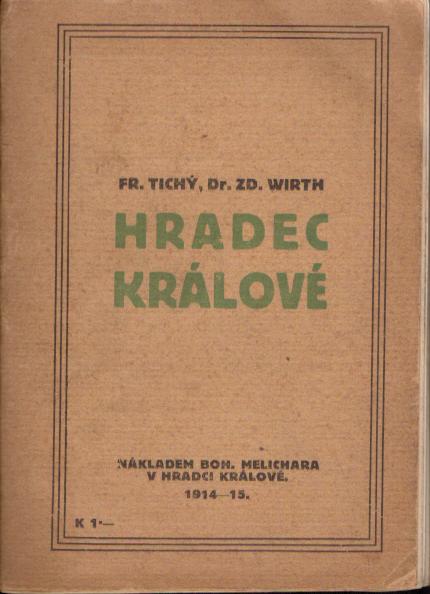 FR. TICHÝ, Dr. ZD. WIRTH
HRADEC
KRÁLOVÉ
NÁKLADEM BOH. MELICHARA
V HRADCI KRÁLOVÉ.
1914—15.
K 1·—